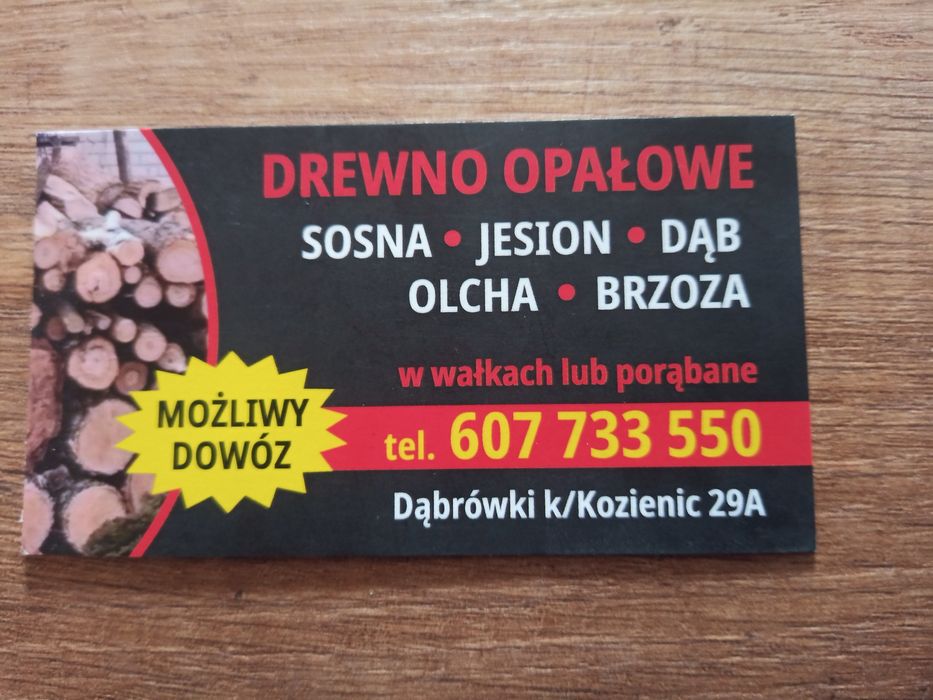 DREWNO OPAŁOWE
SOSNA • JESION • DĄB
OLCHA • BRZOZA
w wałkach lub porąbane
MOŻLIWY
DOWÓZ
tel. 607 733 550
Dąbrówki k/Kozienic 29A